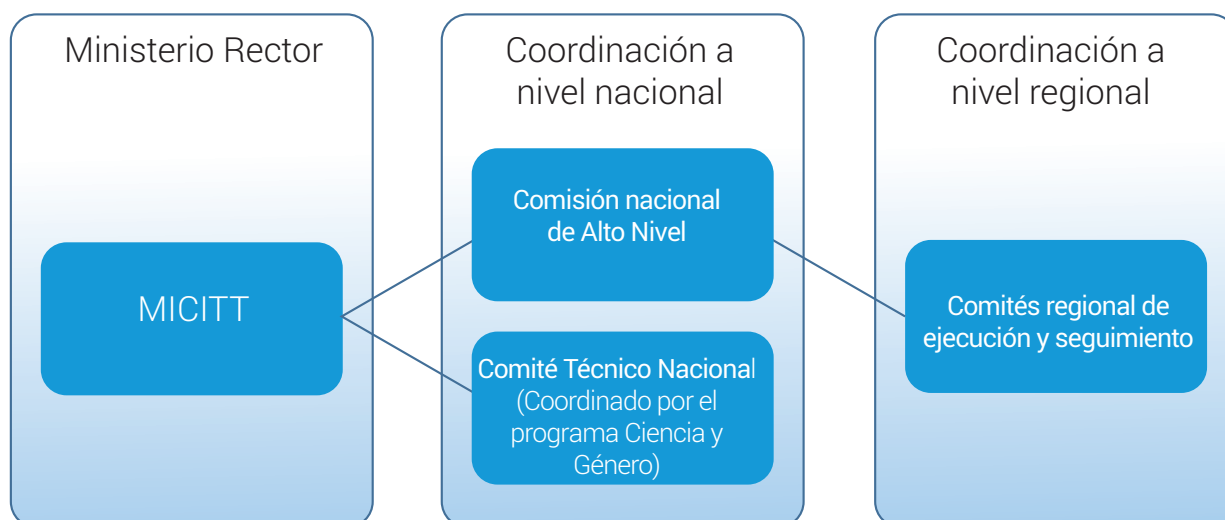 Ministerio Rector
MICITT
Coordinación a
nivel nacional
Comisión nacional
de Alto Nivel
Comité Técnico Nacional
(Coordinado por el
programa Ciencia y
Género)
Coordinación a
nivel regional
Comités regional de
ejecución y seguimiento